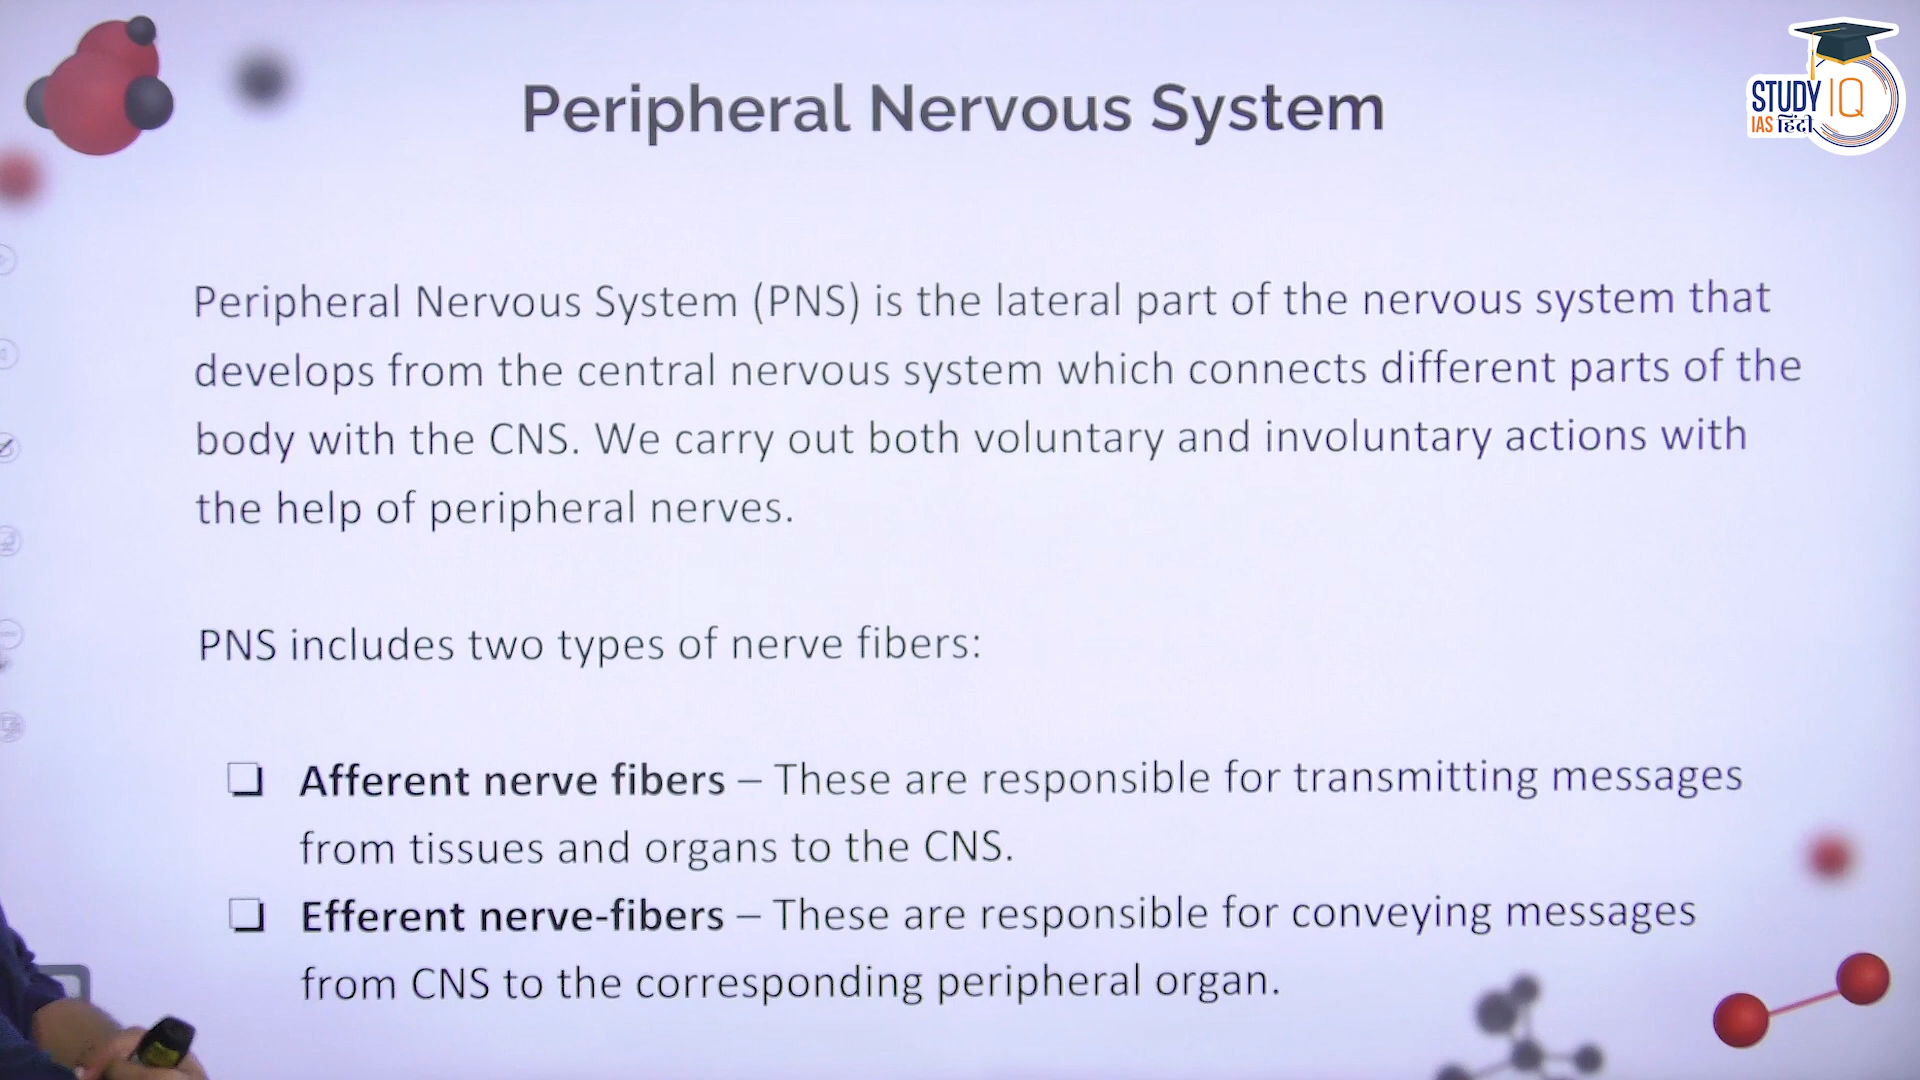 Peripheral Nervous System
STUDY IQ
IAS हिंदी
Peripheral Nervous System (PNS) is the lateral part of the nervous system that
develops from the central nervous system which connects different parts of the
body with the CNS. We carry out both voluntary and involuntary actions with
the help of peripheral nerves.
PNS includes two types of nerve fibers:
❏ Afferent nerve fibers – These are responsible for transmitting messages
from tissues and organs to the CNS.
❏ Efferent nerve-fibers – These are responsible for conveying messages
from CNS to the corresponding peripheral organ.